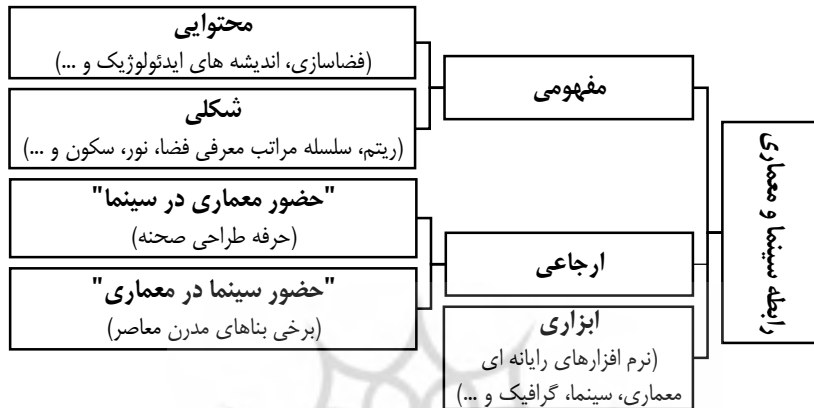 رابطه سینما و معماری
مفهومی
محتوایی
(فضاسازی، اندیشه های ایدئولوژیک و ...)
شکلی
(ریتم، سلسله مراتب معرفی فضا، نور، سکون و ...)
ارجاعی
"حضور معماری در سینما"
(حرفه طراحی صحنه)
"حضور سینما در معماری"
(برخی بناهای مدرن معاصر)
ابزاری
(نرم افزارهای رایانه ای
معماری، سینما، گرافیک و ...)